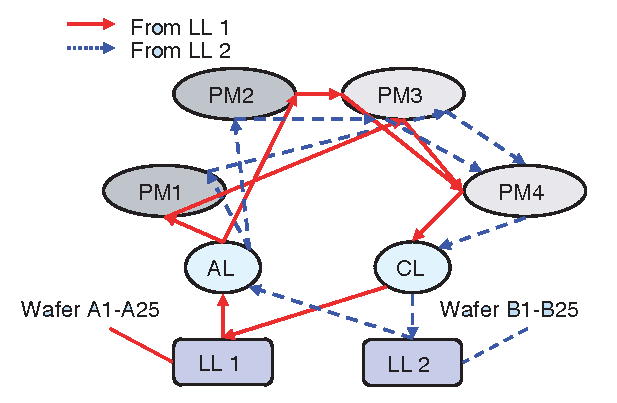 From LL 1
From LL 2
PM2
PM3
PM1
PM4
AL
CL
Wafer A1-A25
Wafer B1-B25
LL 1
LL 2